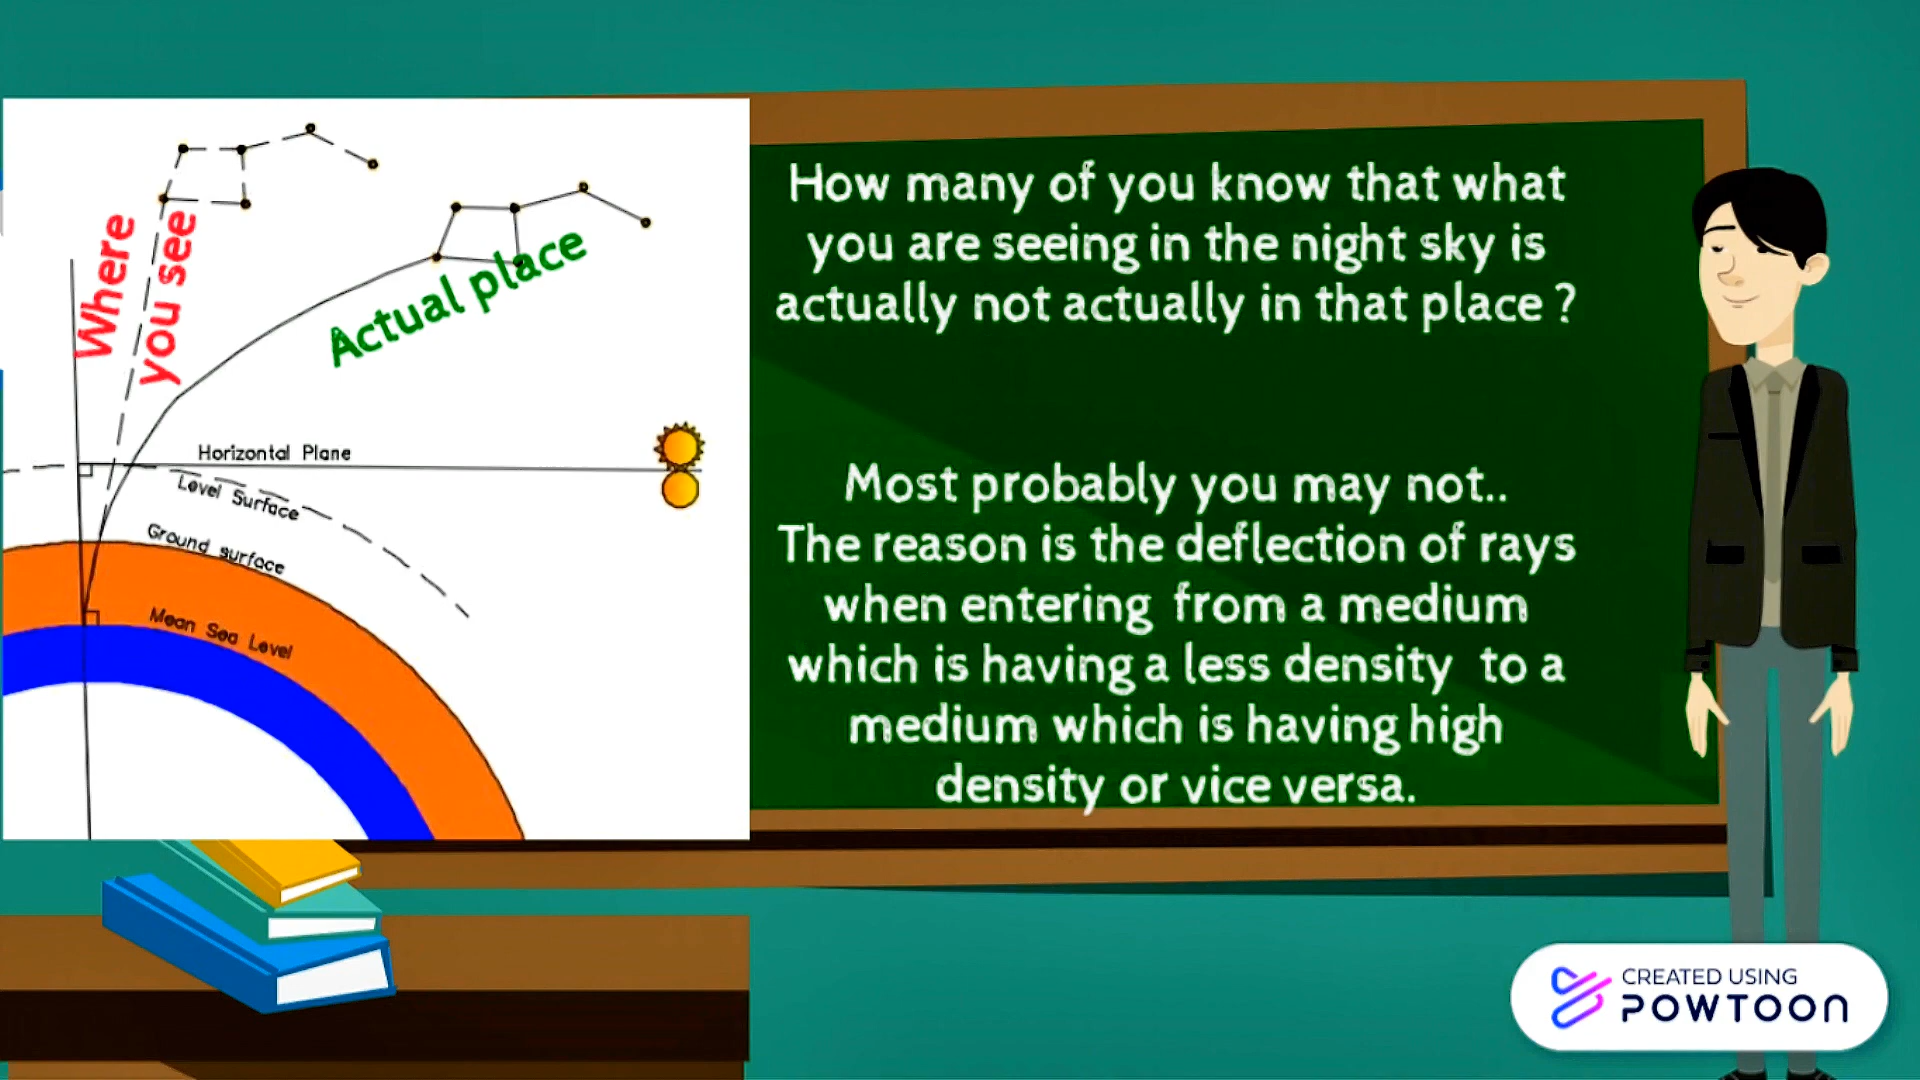 Where
you see
Actual place
Horizontal Plane
Level Surface
Ground surface
Mean Sea Level
How many of you know that what
you are seeing in the night sky is
actually not actually in that place ?
Most probably you may not..
The reason is the deflection of rays
when entering from a medium
which is having a less density to a
medium which is having high
density or vice versa.
CREATED USING
POWTOON